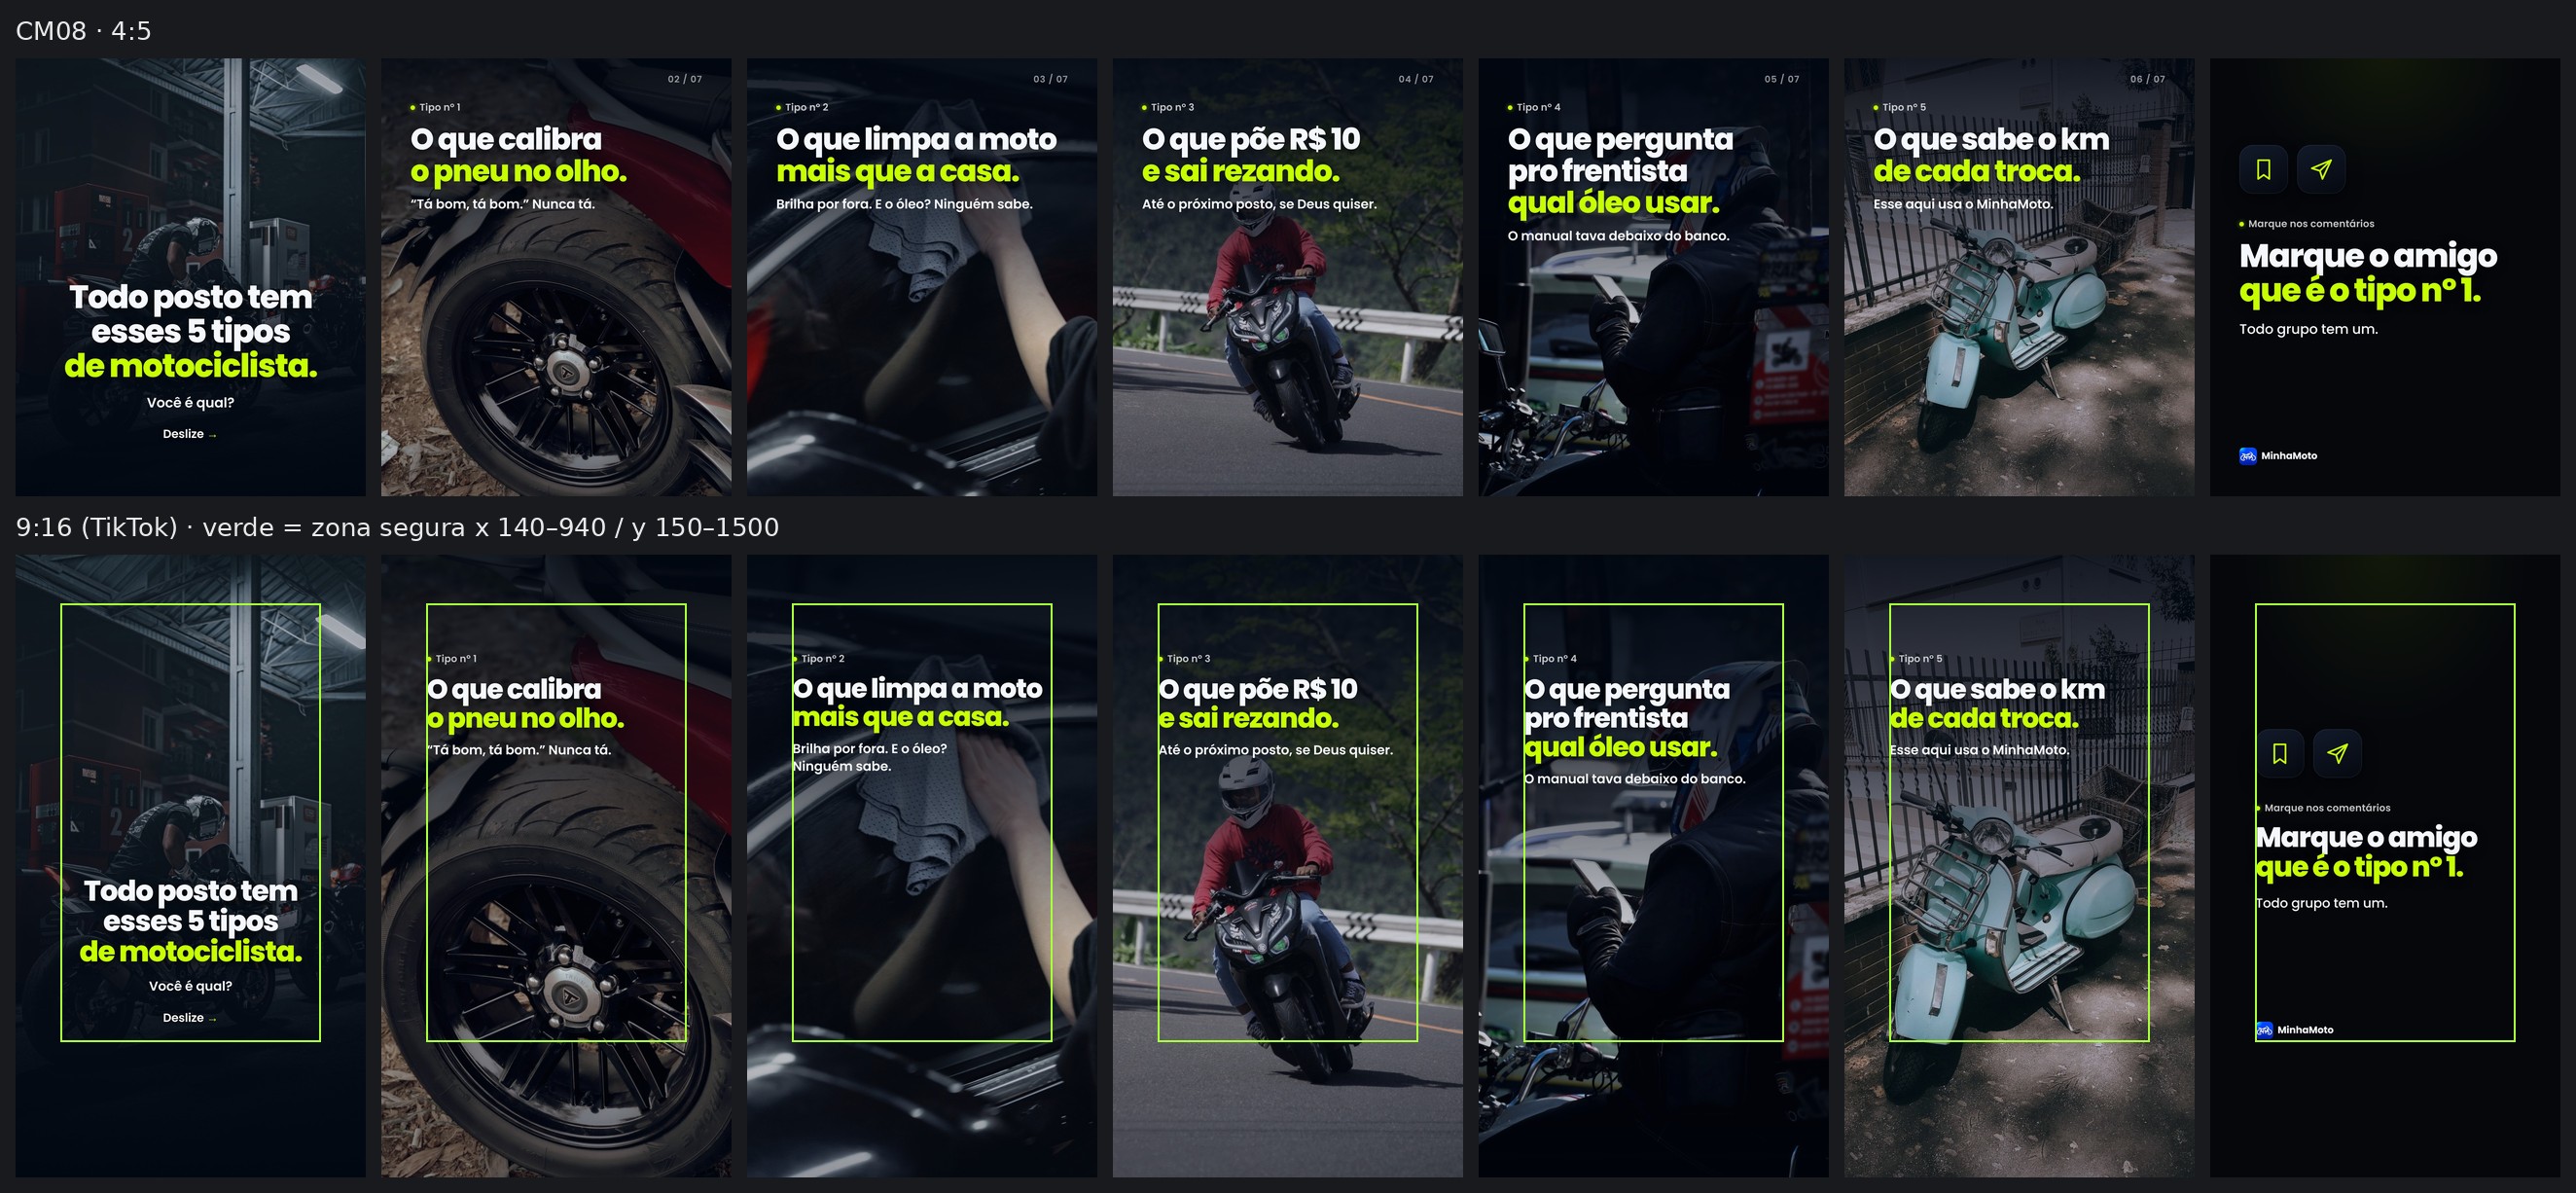 CM08 · 4:5
Todo posto tem
esses 5 tipos
de motociclista.
Você é qual?
Deslize →
02 / 07
Tipo nº 1
O que calibra
o pneu no olho.
“Tá bom, tá bom.” Nunca tá.
03 / 07
Tipo nº 2
O que limpa a moto
mais que a casa.
Brilha por fora. E o óleo? Ninguém sabe.
04 / 07
Tipo nº 3
O que põe R$ 10
e sai rezando.
Até o próximo posto, se Deus quiser.
05 / 07
Tipo nº 4
O que pergunta
pro frentista
qual óleo usar.
O manual tava debaixo do banco.
06 / 07
Tipo nº 5
O que sabe o km
de cada troca.
Esse aqui usa o MinhaMoto.
Marque nos comentários
Marque o amigo
que é o tipo nº 1.
Todo grupo tem um.
MinhaMoto
9:16 (TikTok) · verde = zona segura x 140–940 / y 150–1500
2
Todo posto tem
esses 5 tipos
de motociclista.
Você é qual?
Deslize →
Tipo nº 1
O que calibra
o pneu no olho.
“Tá bom, tá bom.” Nunca tá.
Tipo nº 2
O que limpa a moto
mais que a casa.
Brilha por fora. E o óleo?
Ninguém sabe.
Tipo nº 3
O que põe R$ 10
e sai rezando.
Até o próximo posto, se Deus quiser.
Tipo nº 4
O que pergunta
pro frentista
qual óleo usar.
O manual tava debaixo do banco.
Tipo nº 5
O que sabe o km
de cada troca.
Esse aqui usa o MinhaMoto.
Marque nos comentários
Marque o amigo
que é o tipo nº 1.
Todo grupo tem um.
MinhaMoto